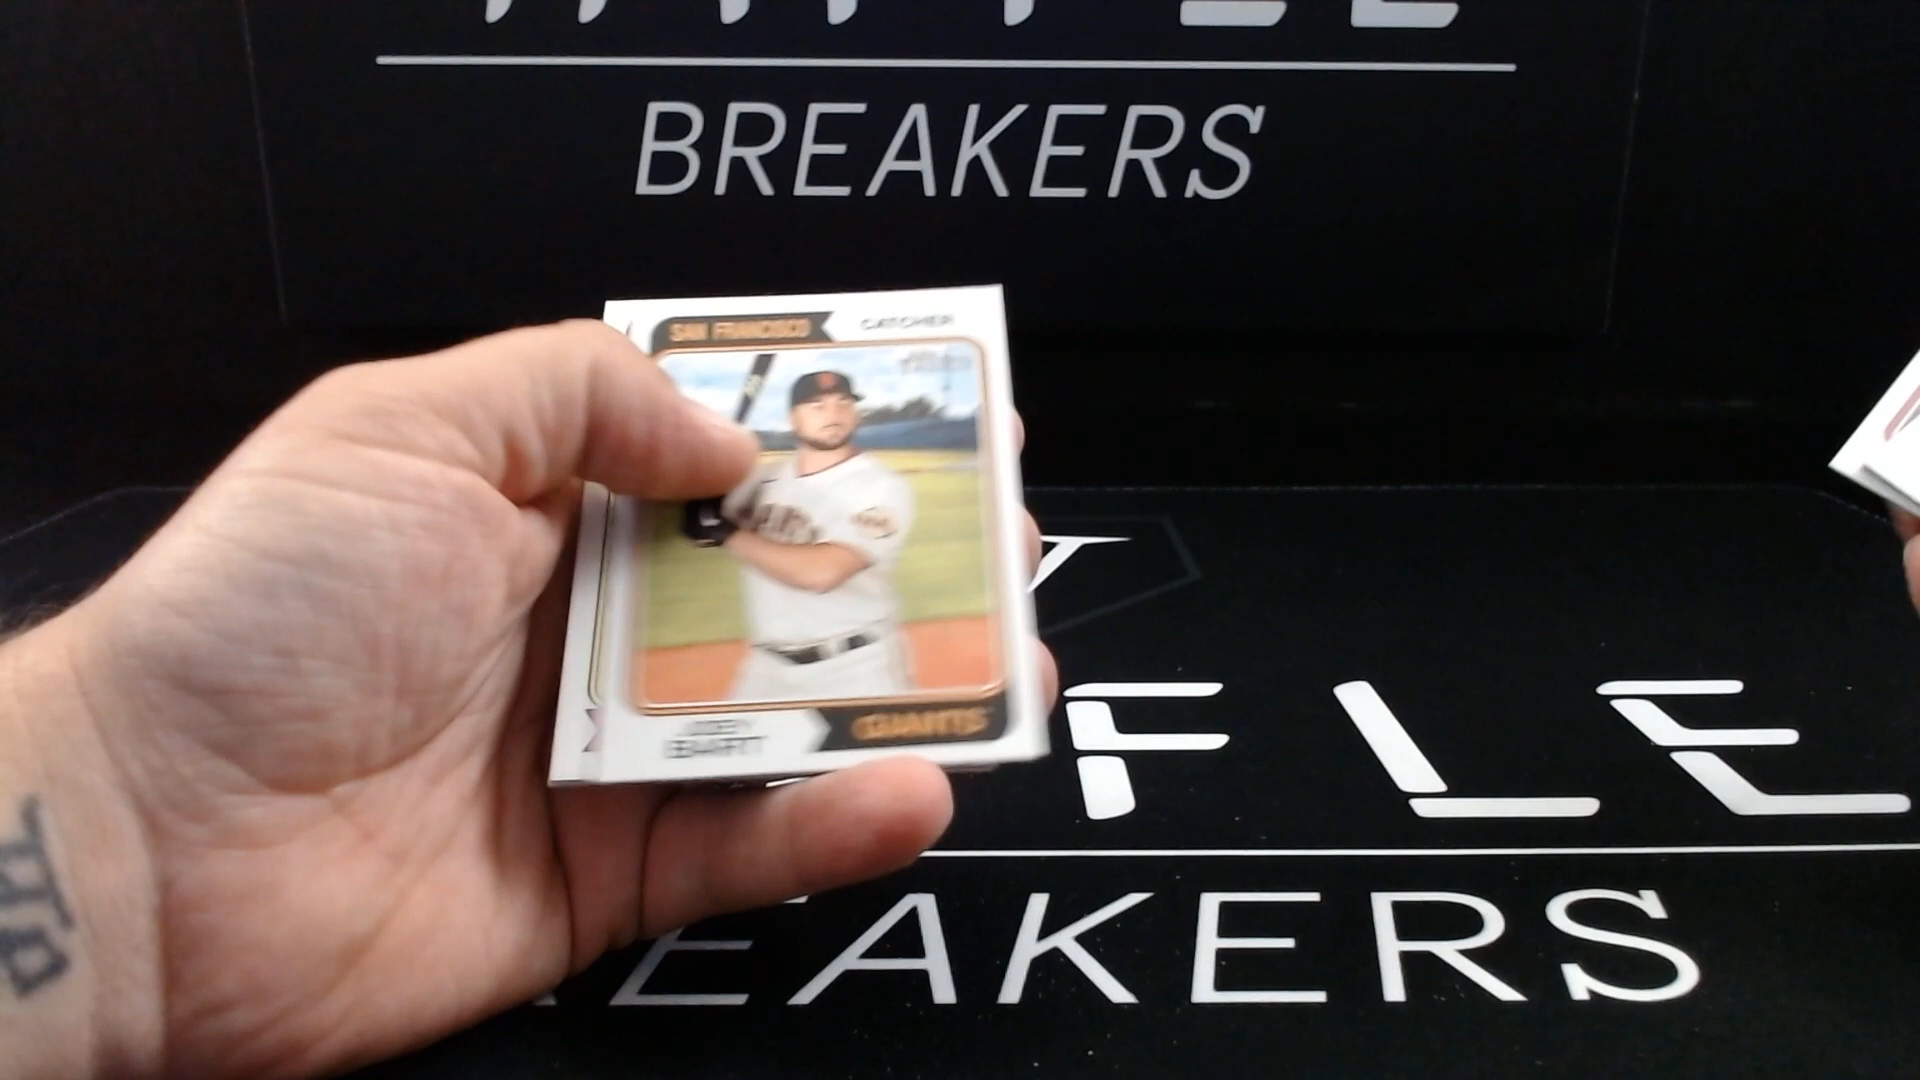 BREAKERS
SAN FRANCISCO
CATCHER
JOEY
BART
GIANTS
FLE
EAKERS